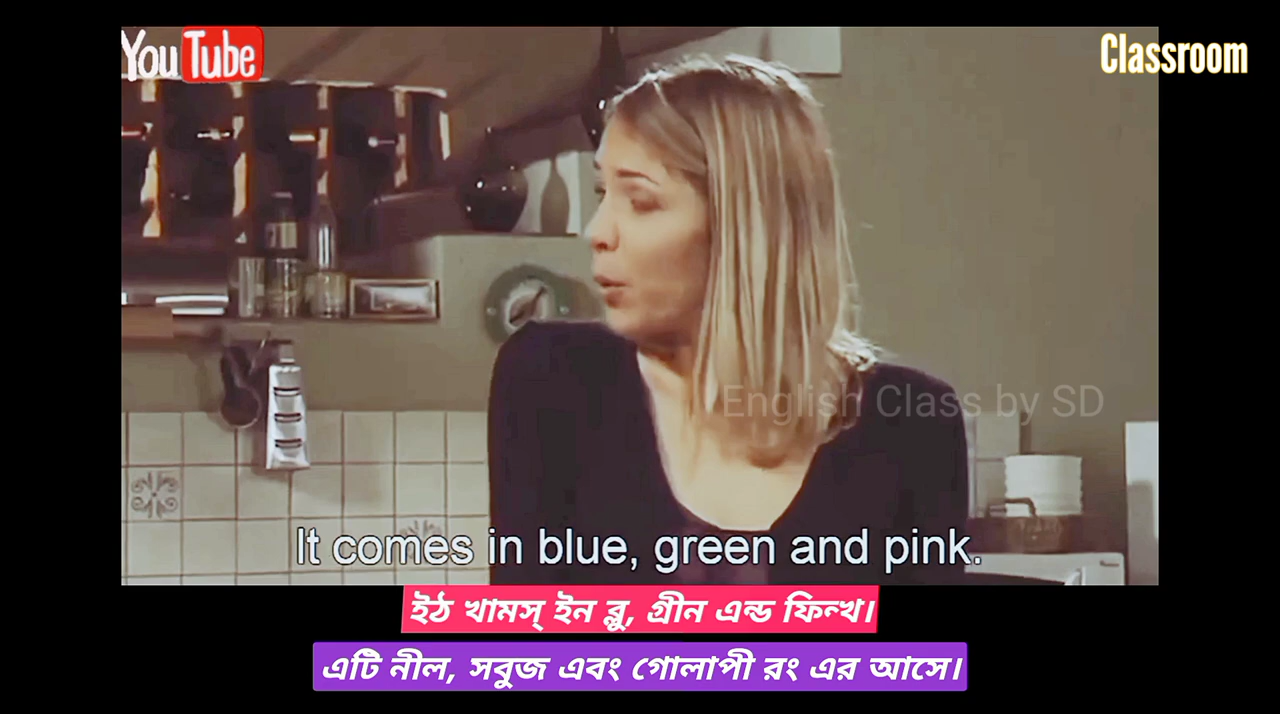 YouTube
Classroom
English Class by SD
It comes in blue, green and pink.
ইঠ খামস্ ইন ব্লু, গ্রীন এন্ড ফিন্খ।
এটি নীল, সবুজ এবং গোলাপী রং এর আসে।